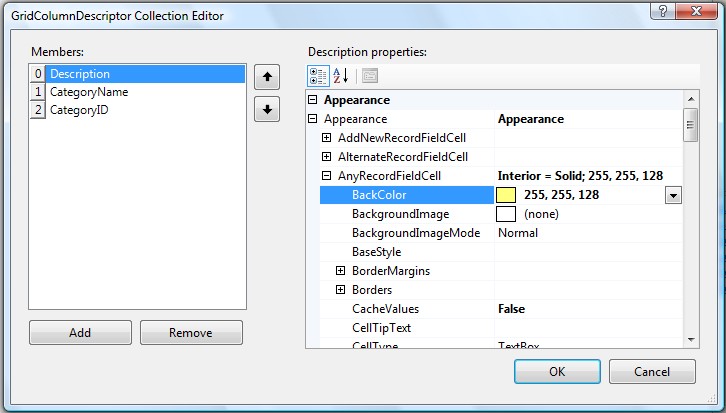 GridColumnDescriptor Collection Editor
Members:
Description properties:
0 Description
1 CategoryName
2 CategoryID
Appearance
Appearance Appearance
AddNewRecordFieldCell
AlternateRecordFieldCell
AnyRecordFieldCell Interior = Solid; 255, 255, 128
BackColor 255, 255, 128
BackgroundImage (none)
BackgroundImageMode Normal
BaseStyle
BorderMargins
Borders
CacheValues False
CellTipText
CellType TextBox
Add Remove
OK Cancel